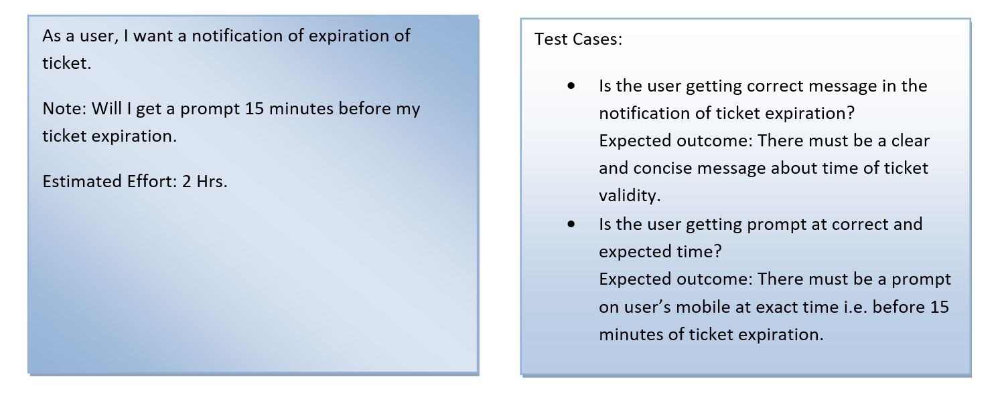 As a user, I want a notification of expiration of
ticket.
Note: Will I get a prompt 15 minutes before my
ticket expiration.
Estimated Effort: 2 Hrs.
Test Cases:
• Is the user getting correct message in the
notification of ticket expiration?
Expected outcome: There must be a clear
and concise message about time of ticket
validity.
• Is the user getting prompt at correct and
expected time?
Expected outcome: There must be a prompt
on user’s mobile at exact time i.e. before 15
minutes of ticket expiration.